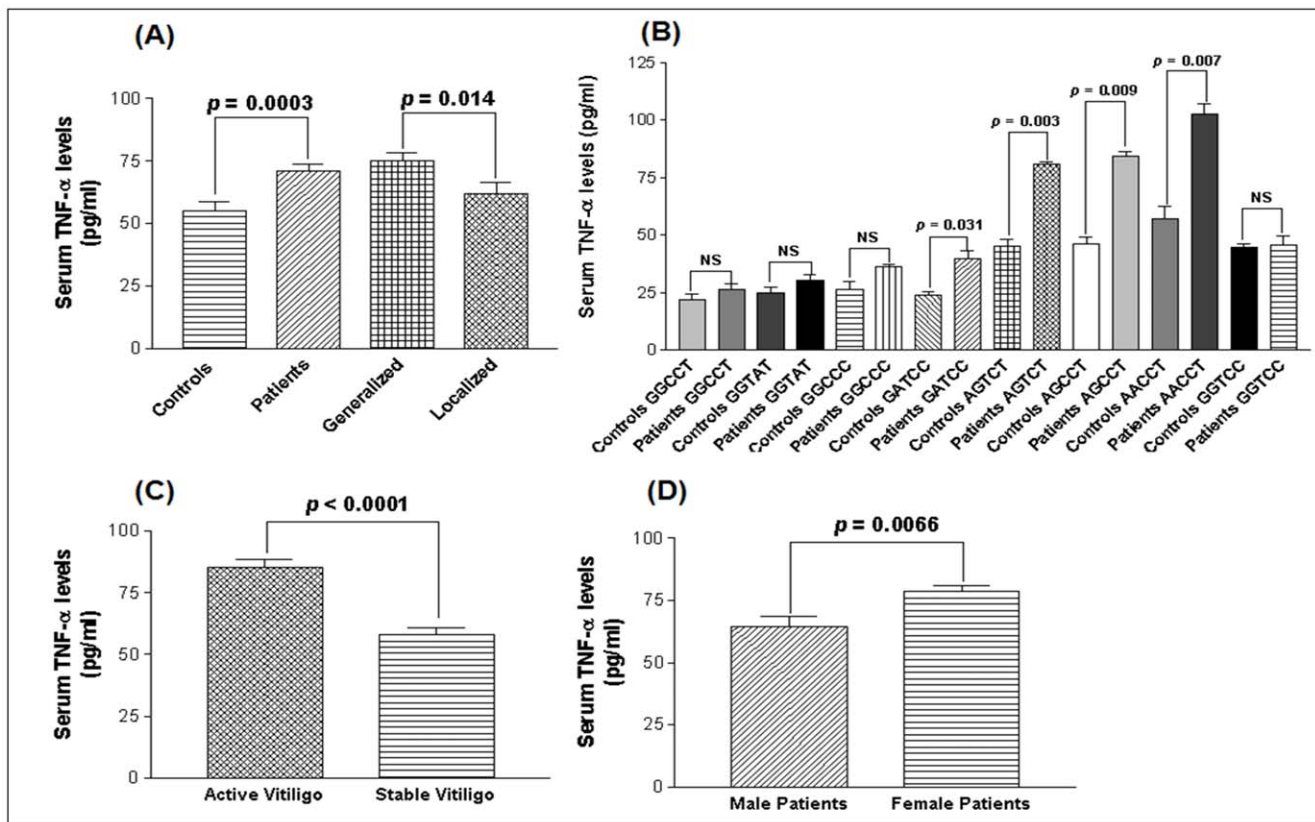 (A)
Serum TNF-α levels
(pg/ml)
100
75
50
25
0
p = 0.0003
p = 0.014
Controls
Patients
Generalized
Localized
(B)
Serum TNF-α levels (pg/ml)
125
100
75
50
25
0
NS
NS
NS
p = 0.031
p = 0.003
p = 0.009
p = 0.007
NS
Controls GGCCT
Patients GGCCT
Controls GGTAT
Patients GGTAT
Controls GGCCC
Patients GGCCC
Controls GATCC
Patients GATCC
Controls AGTCT
Patients AGTCT
Controls AGCCT
Patients AGCCT
Controls AACCT
Patients AACCT
Controls GGTCC
Patients GGTCC
(C)
Serum TNF-α levels
(pg/ml)
100
75
50
25
0
p < 0.0001
Active Vitiligo
Stable Vitiligo
(D)
Serum TNF-α levels
(pg/ml)
100
75
50
25
0
p = 0.0066
Male Patients
Female Patients